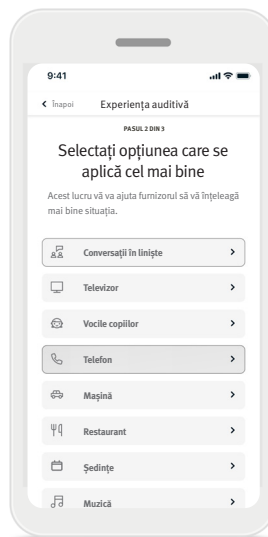 9:41
Înapoi Experiența auditivă
PASUL 2 DIN 3
Selectați opțiunea care se
aplică cel mai bine
Acest lucru vă va ajuta furnizorul să vă înțeleagă
mai bine situația.
Conversații în liniște
Televizor
Vocile copiilor
Telefon
Mașină
Restaurant
Ședințe
Muzică